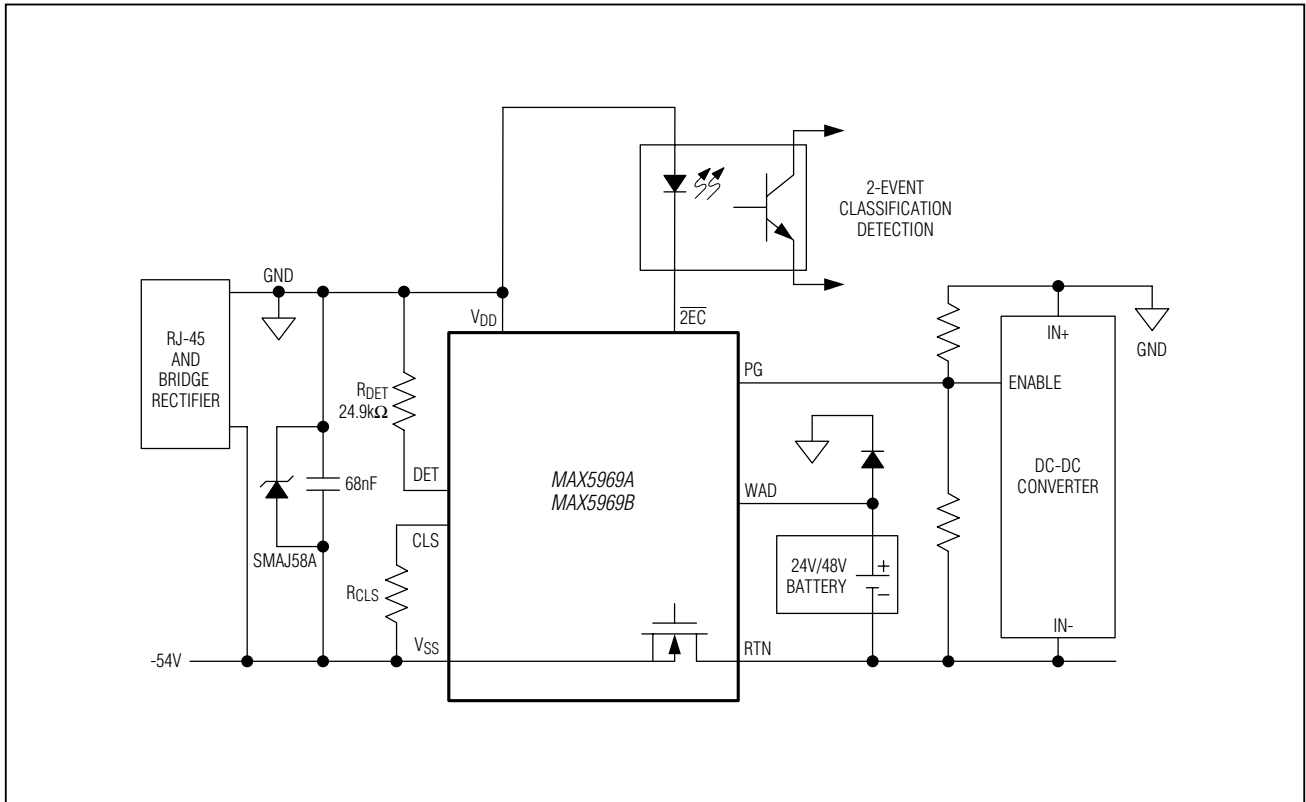 2-EVENT
CLASSIFICATION
DETECTION
GND
VDD
2EC
RJ-45
AND
BRIDGE
RECTIFIER
RDET
24.9kΩ
68nF
SMAJ58A
DET
CLS
RCLS
VSS
-54V
MAX5969A
MAX5969B
PG
WAD
24V/48V
BATTERY
+
–
RTN
IN+
GND
ENABLE
DC-DC
CONVERTER
IN-